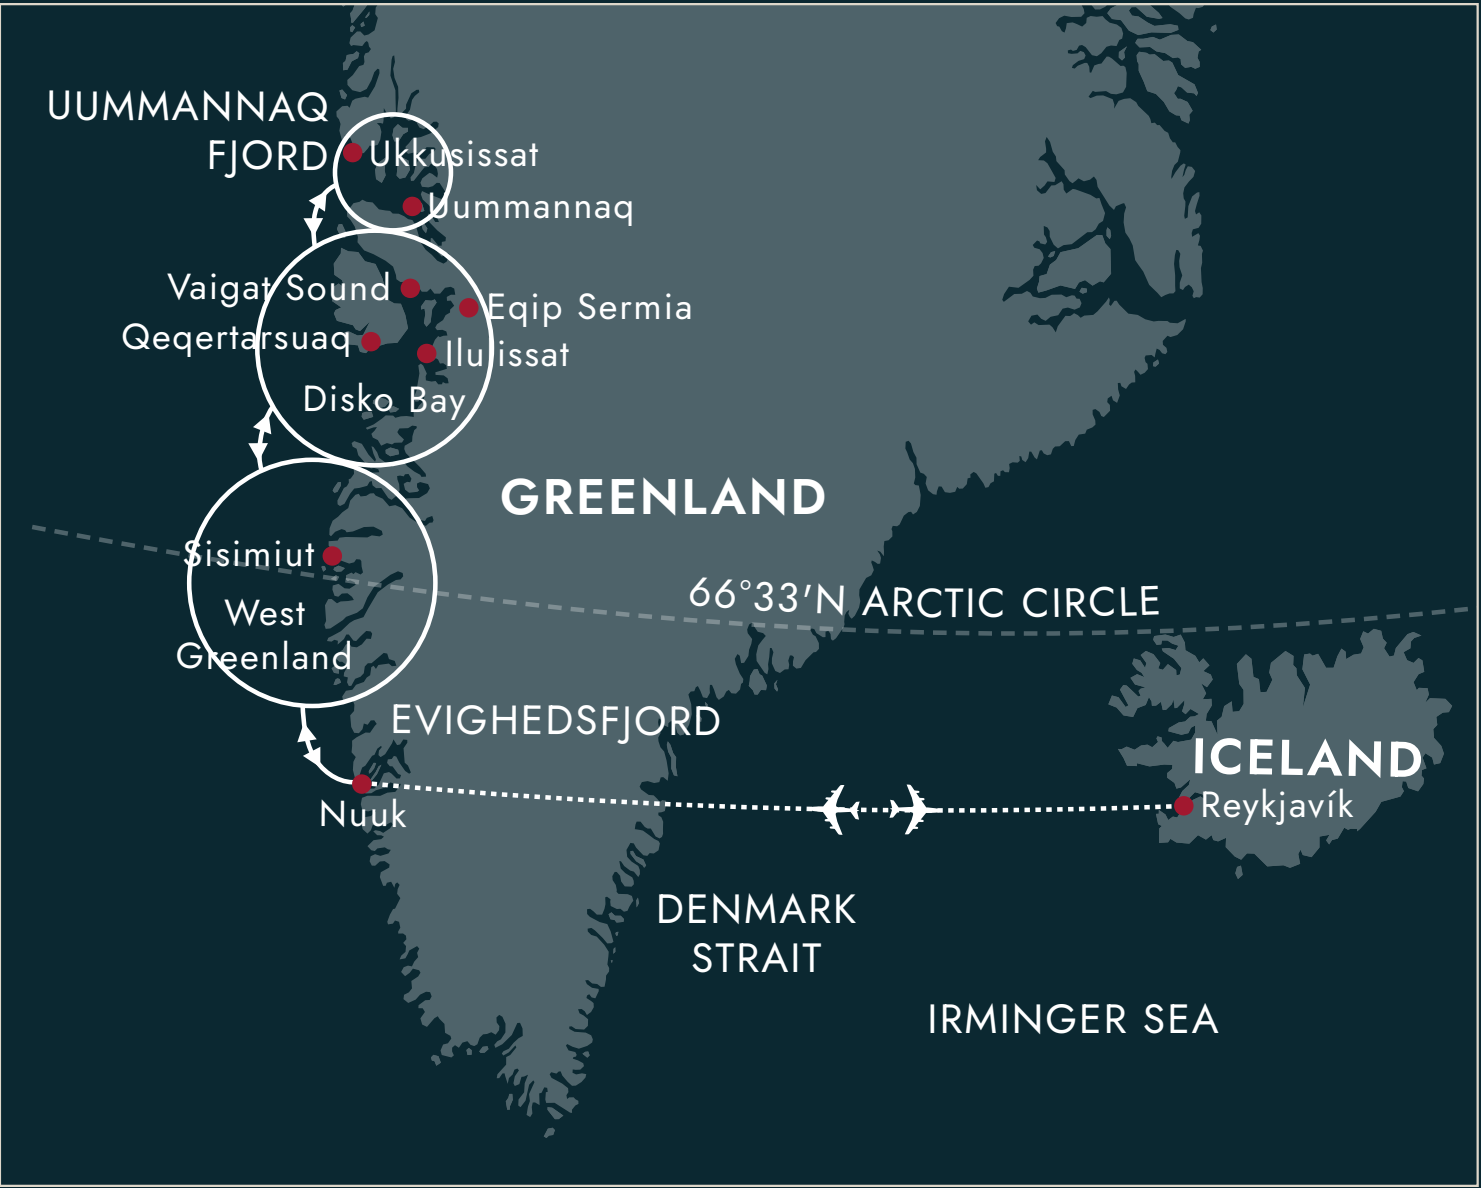 UUMMANNAQ
FJORD
Ukkusissat
Uummannaq
Vaigat Sound
Eqip Sermia
Qeqertarsuaq
Ilulissat
Disko Bay
GREENLAND
Sisimiut
66°33'N ARCTIC CIRCLE
West
Greenland
EVIGHEDSFJORD
ICELAND
Reykjavík
Nuuk
DENMARK
STRAIT
IRMINGER SEA